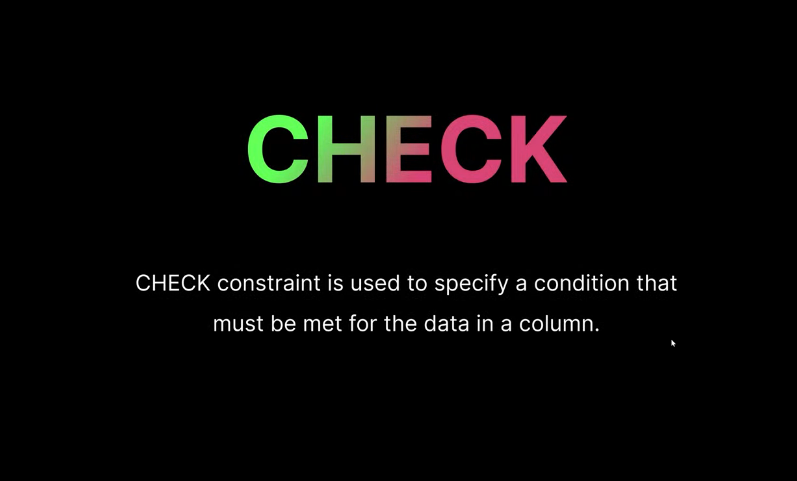 CHECK
CHECK constraint is used to specify a condition that
must be met for the data in a column.